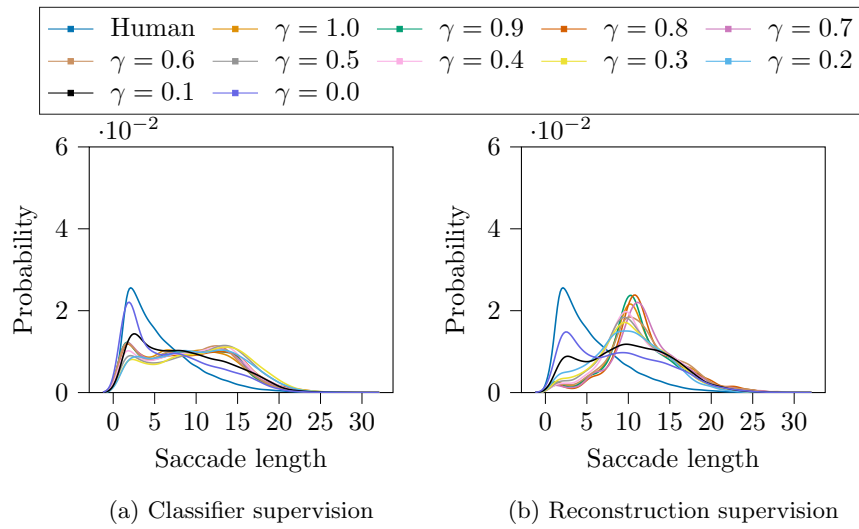 Human γ = 1.0 γ = 0.9 γ = 0.8 γ = 0.7
γ = 0.6 γ = 0.5 γ = 0.4 γ = 0.3 γ = 0.2
γ = 0.1 γ = 0.0
·10−2 ·10−2
6 6
4 4
2 2
0 0
Probability Probability
0 5 10 15 20 25 30 0 5 10 15 20 25 30
Saccade length Saccade length
(a) Classifier supervision (b) Reconstruction supervision